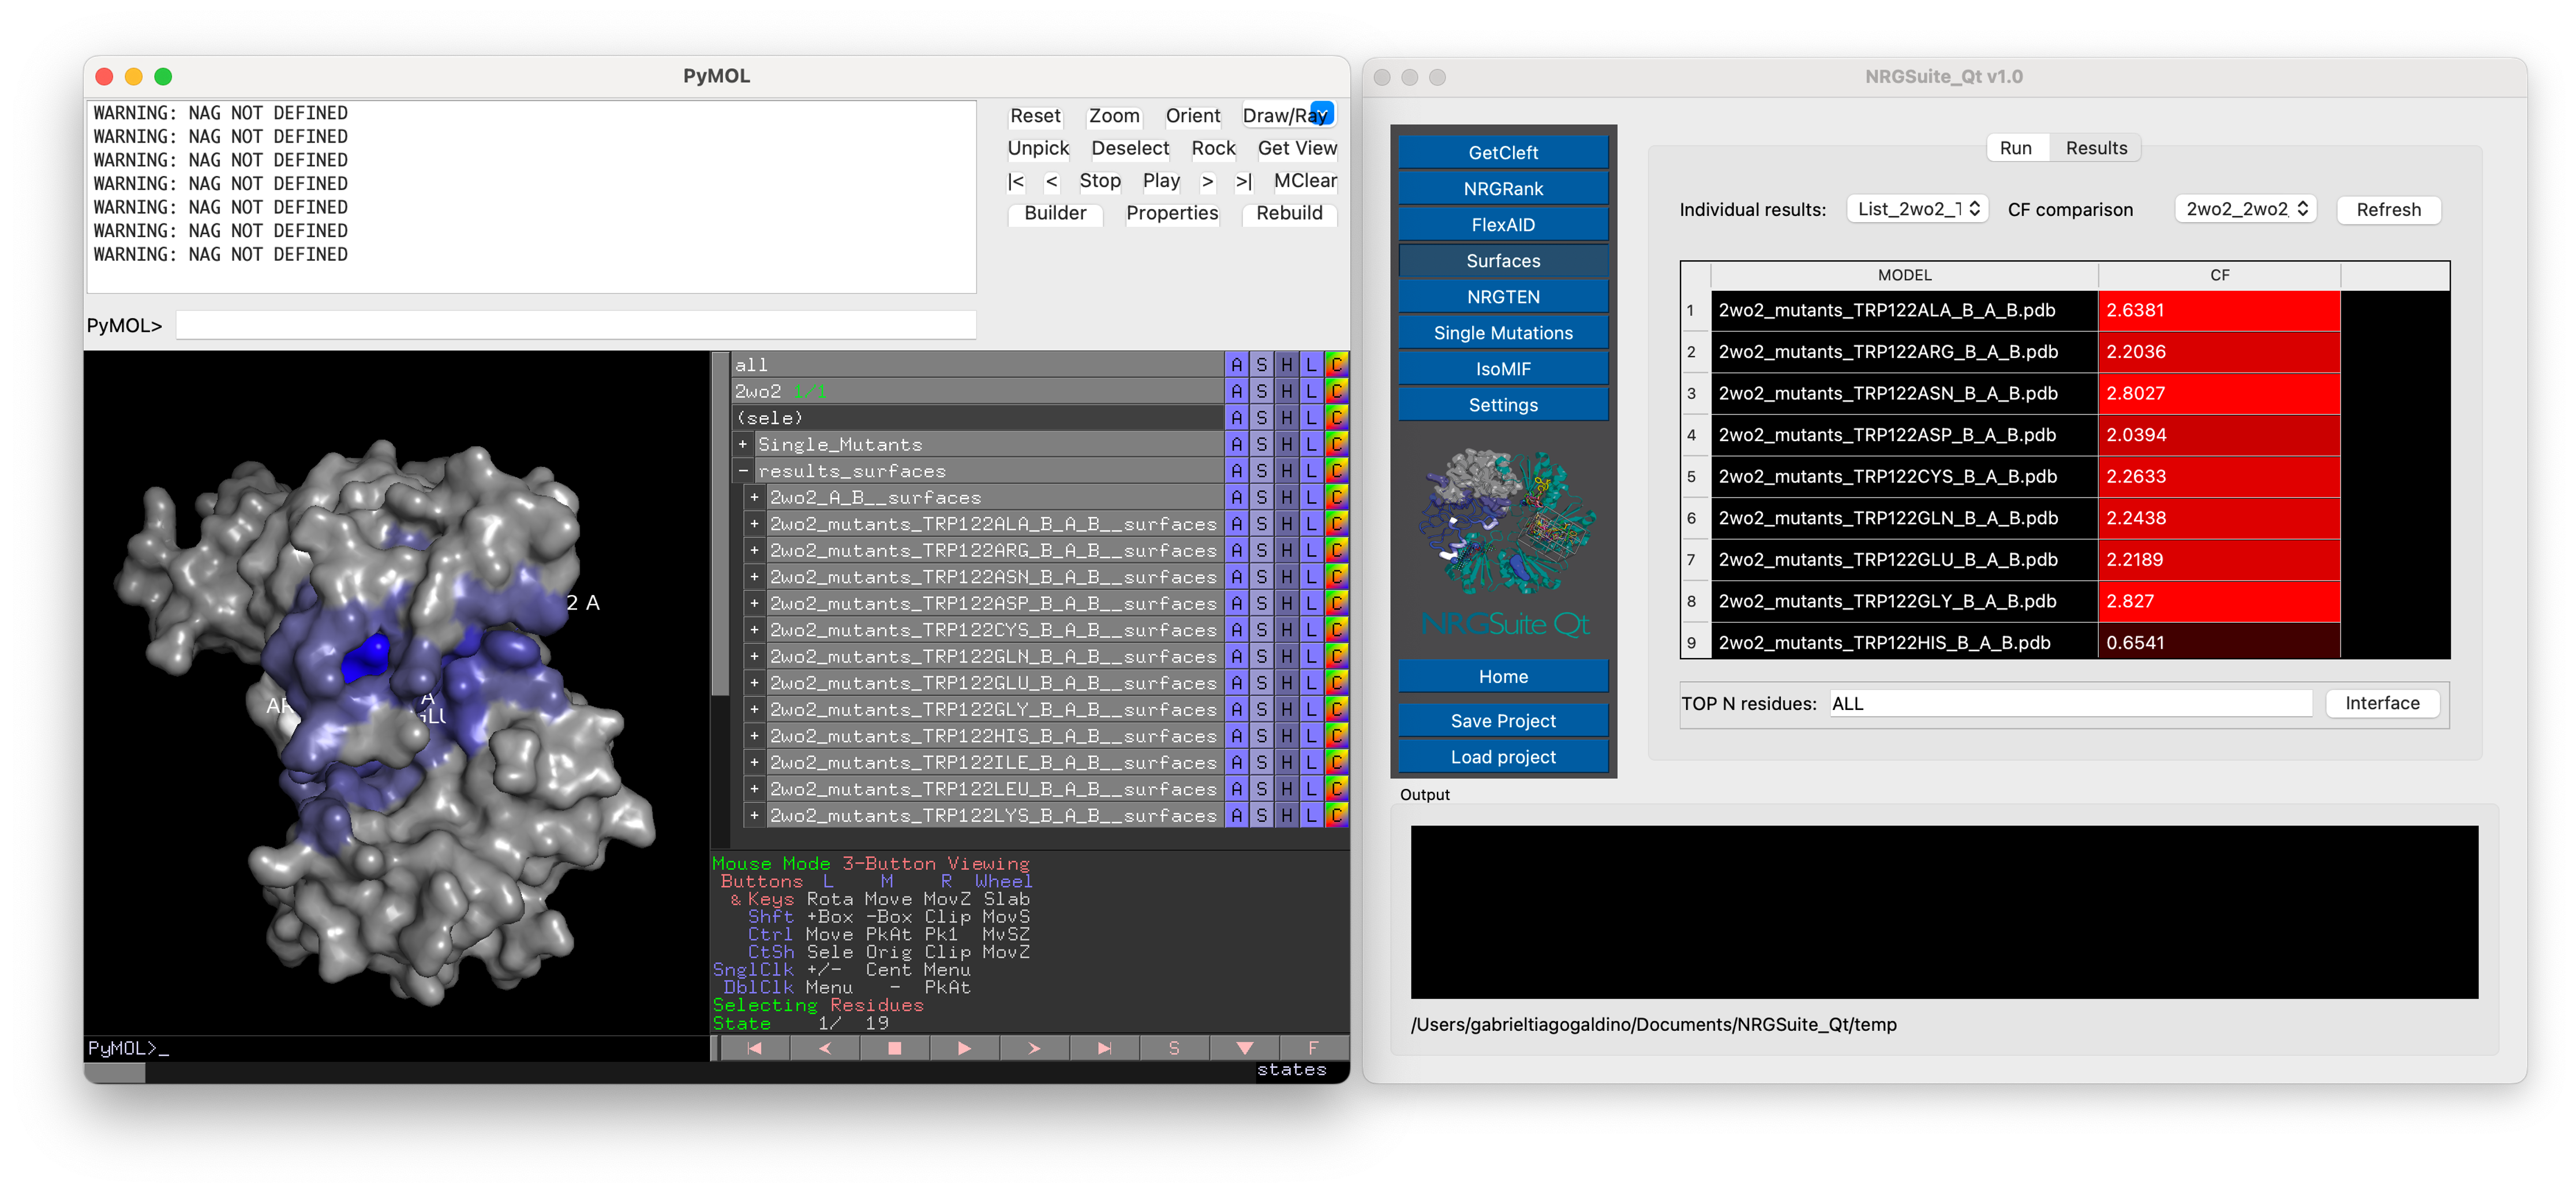 PyMOL
WARNING: NAG NOT DEFINED
WARNING: NAG NOT DEFINED
WARNING: NAG NOT DEFINED
WARNING: NAG NOT DEFINED
WARNING: NAG NOT DEFINED
WARNING: NAG NOT DEFINED
WARNING: NAG NOT DEFINED
Reset Zoom Orient Draw/Ray
Unpick Deselect Rock Get View
|< < Stop Play > >| MClear
Builder Properties Rebuild
PyMOL>
all A S H L C
2wo2 1/1 A S H L C
(sele) A S H L C
+ Single_Mutants A S H L C
- results_surfaces A S H L C
+ 2wo2_A_B__surfaces A S H L C
+ 2wo2_mutants_TRP122ALA_B_A_B__surfaces A S H L C
+ 2wo2_mutants_TRP122ARG_B_A_B__surfaces A S H L C
+ 2wo2_mutants_TRP122ASN_B_A_B__surfaces A S H L C
+ 2wo2_mutants_TRP122ASP_B_A_B__surfaces A S H L C
+ 2wo2_mutants_TRP122CYS_B_A_B__surfaces A S H L C
+ 2wo2_mutants_TRP122GLN_B_A_B__surfaces A S H L C
+ 2wo2_mutants_TRP122GLU_B_A_B__surfaces A S H L C
+ 2wo2_mutants_TRP122GLY_B_A_B__surfaces A S H L C
+ 2wo2_mutants_TRP122HIS_B_A_B__surfaces A S H L C
+ 2wo2_mutants_TRP122ILE_B_A_B__surfaces A S H L C
+ 2wo2_mutants_TRP122LEU_B_A_B__surfaces A S H L C
+ 2wo2_mutants_TRP122LYS_B_A_B__surfaces A S H L C
2 A
A
Mouse Mode 3-Button Viewing
Buttons L M R Wheel
& Keys Rota Move MovZ Slab
Shft +Box -Box Clip MovS
Ctrl Move PkAt Pk1 MvSZ
CtSh Sele Orig Clip MovZ
SnglClk +/- Cent Menu
DblClk Menu - PkAt
Selecting Residues
State 1/ 19
PyMOL>_
S F
states
NRGSuite_Qt v1.0
GetCleft
NRGRank
FlexAID
Surfaces
NRGTEN
Single Mutations
IsoMIF
Settings
NRGSuite Qt
Home
Save Project
Load project
Run Results
Individual results: List_2wo2_ CF comparison 2wo2_2wo2_ Refresh
MODEL CF
1 2wo2_mutants_TRP122ALA_B_A_B.pdb 2.6381
2 2wo2_mutants_TRP122ARG_B_A_B.pdb 2.2036
3 2wo2_mutants_TRP122ASN_B_A_B.pdb 2.8027
4 2wo2_mutants_TRP122ASP_B_A_B.pdb 2.0394
5 2wo2_mutants_TRP122CYS_B_A_B.pdb 2.2633
6 2wo2_mutants_TRP122GLN_B_A_B.pdb 2.2438
7 2wo2_mutants_TRP122GLU_B_A_B.pdb 2.2189
8 2wo2_mutants_TRP122GLY_B_A_B.pdb 2.827
9 2wo2_mutants_TRP122HIS_B_A_B.pdb 0.6541
TOP N residues: ALL Interface
Output
/Users/gabrieltiagogaldino/Documents/NRGSuite_Qt/temp